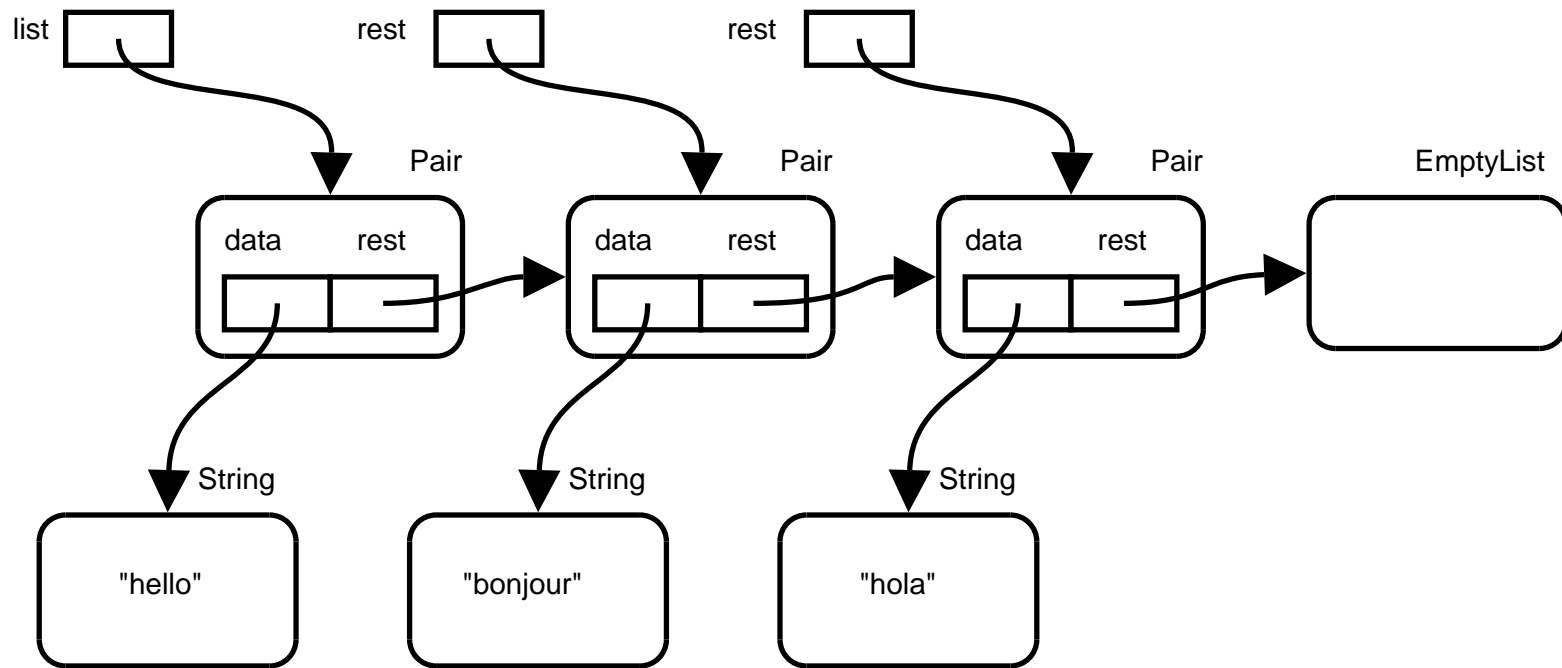 list rest rest
Pair Pair Pair EmptyList
data rest data rest data rest
String String String
"hello" "bonjour" "hola"